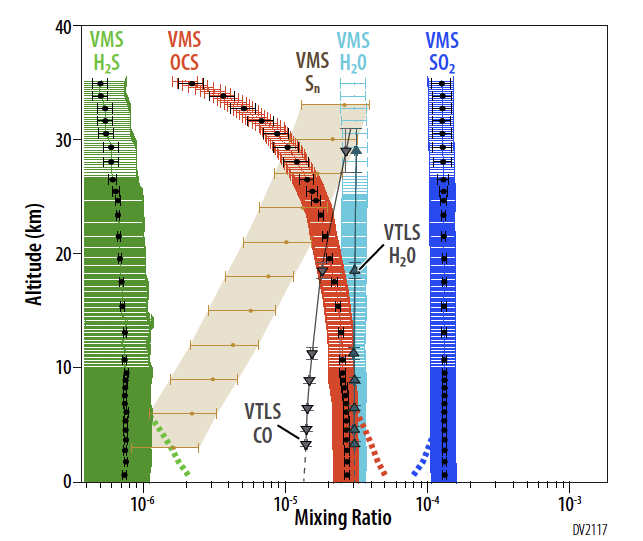 40
VMS
H₂S
VMS
OCS
VMS
Sₙ
VMS
H₂O
VMS
SO₂
30
VTLS
H₂O
20
10
VTLS
CO
0
Altitude (km)
10⁻⁶
10⁻⁵
10⁻⁴
10⁻³
Mixing Ratio
DV2117